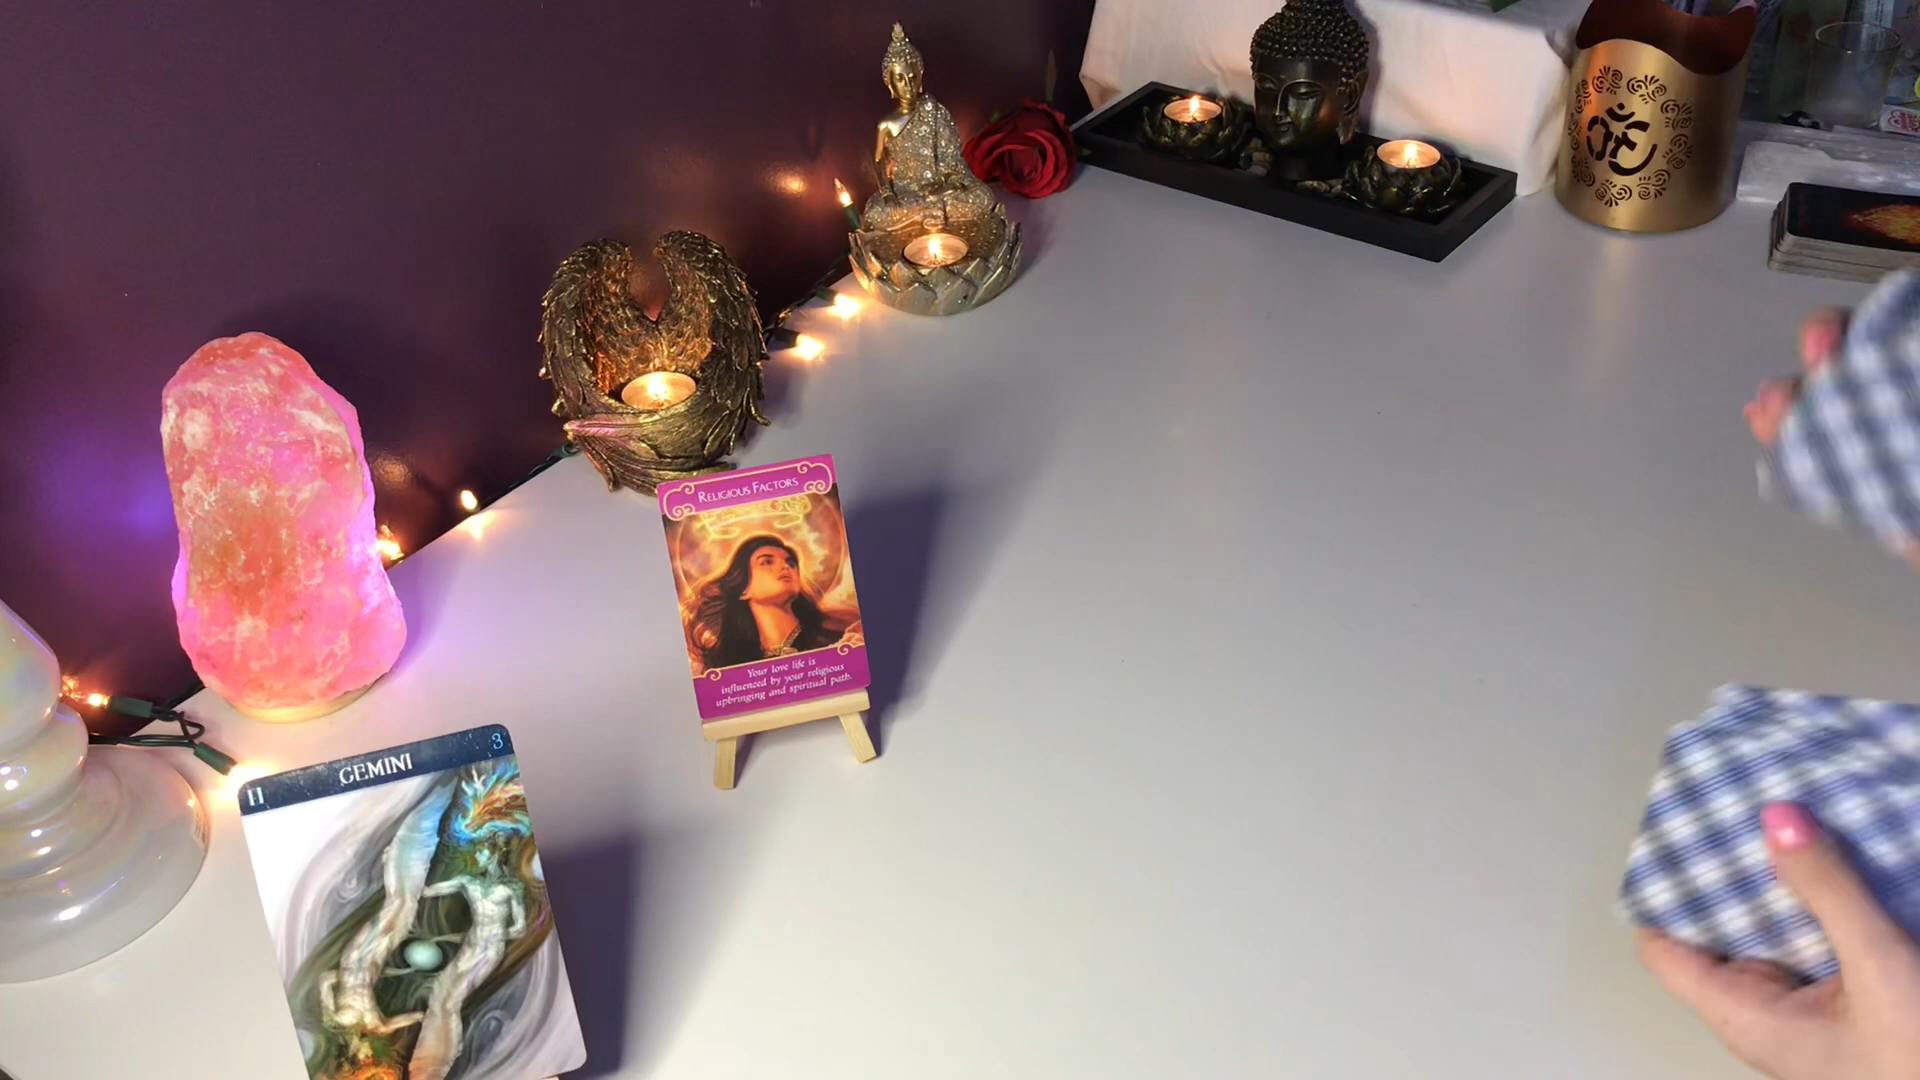 RELIGIOUS FACTORS
Your love life is
influenced by your religious
upbringing and spiritual path.
GEMINI
3
II
ॐ